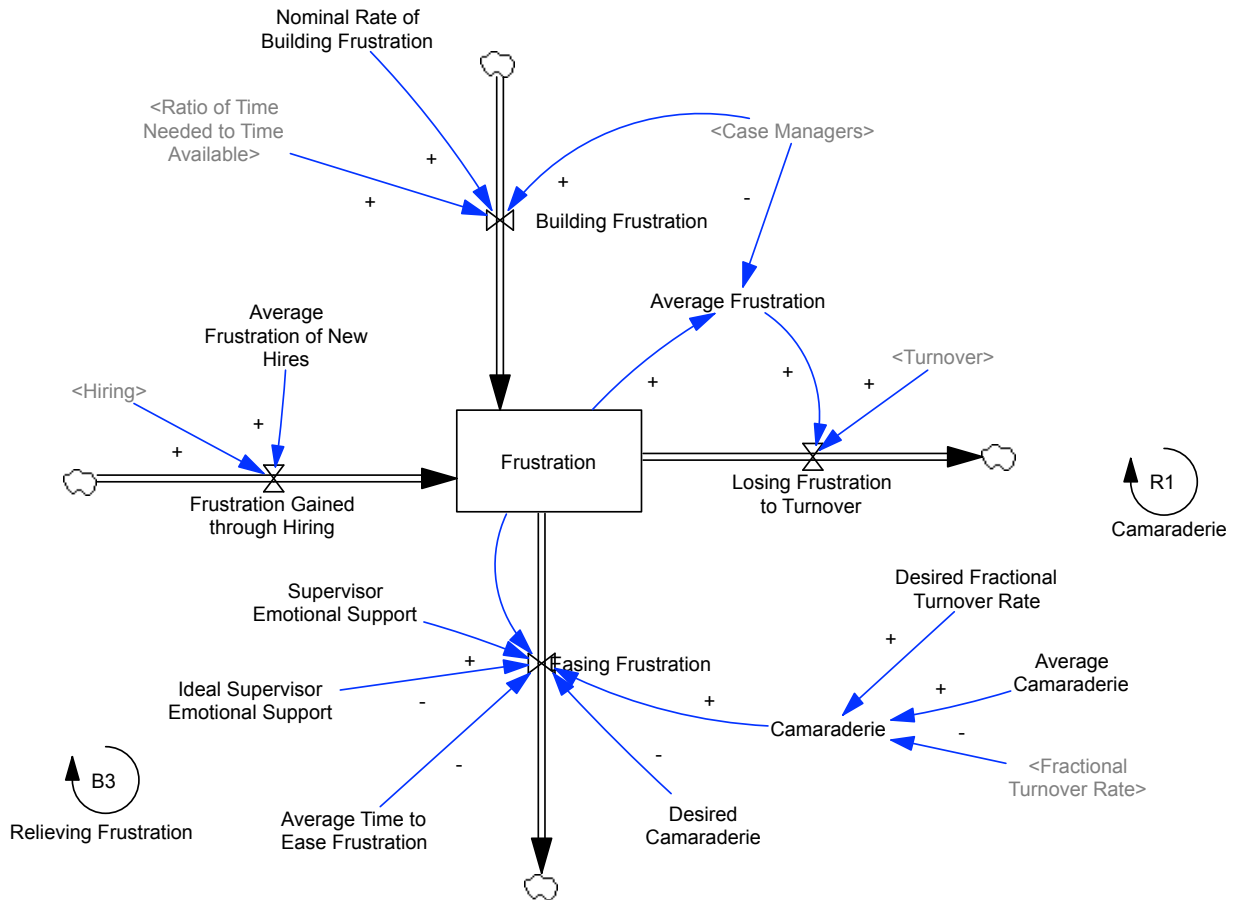 Nominal Rate of
Building Frustration
<Ratio of Time
Needed to Time
Available>
<Case Managers>
+
+
+
-
Building Frustration
Average
Frustration of New
Hires
Average Frustration
<Hiring>
<Turnover>
+
+
+
+
+
Frustration
Frustration Gained
through Hiring
Losing Frustration
to Turnover
R1
Camaraderie
Supervisor
Emotional Support
Desired Fractional
Turnover Rate
+
+
Easing Frustration
Average
Camaraderie
Ideal Supervisor
Emotional Support
-
+
+
Camaraderie
-
<Fractional
Turnover Rate>
-
-
B3
Relieving Frustration
Average Time to
Ease Frustration
Desired
Camaraderie